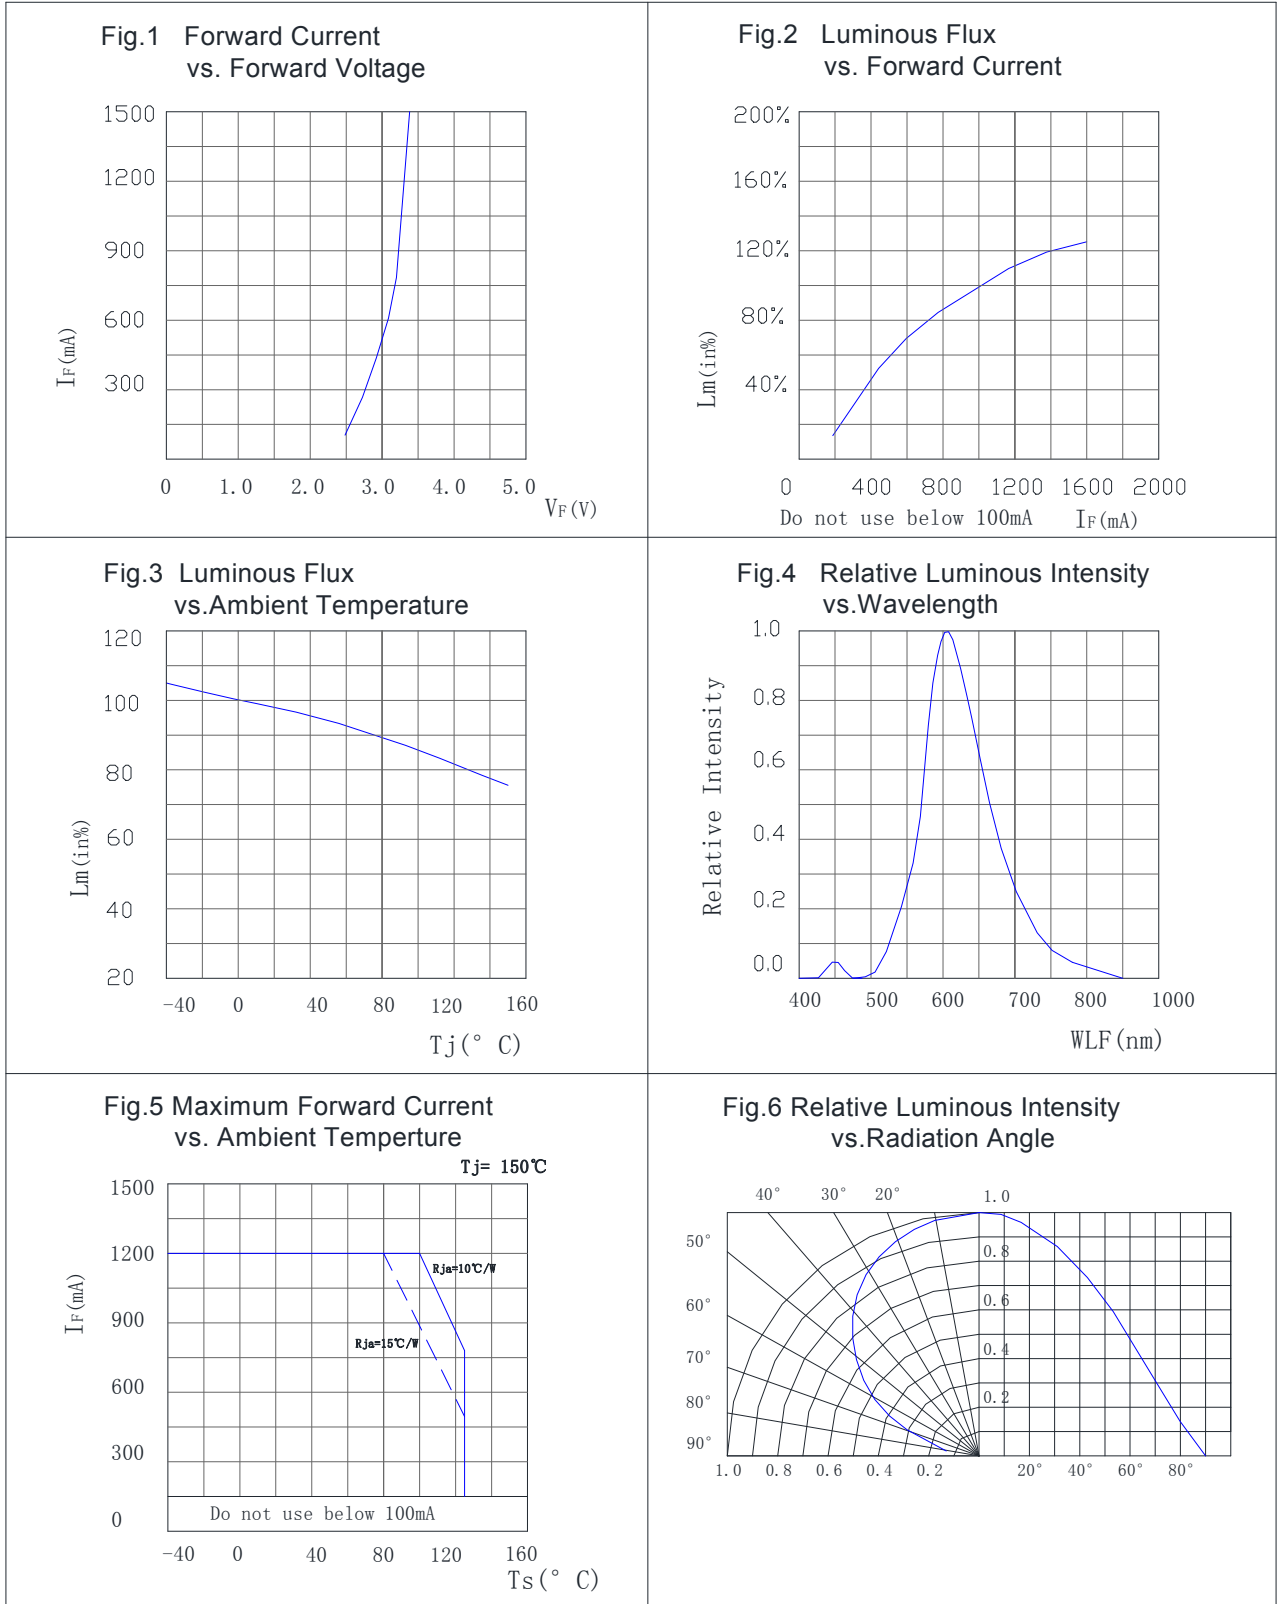 Fig.1 Forward Current
vs. Forward Voltage
1500
1200
900
600
300
IF(mA)
0 1.0 2.0 3.0 4.0 5.0
VF(V)
Fig.2 Luminous Flux
vs. Forward Current
200%
160%
120%
80%
40%
Lm(in%)
0 400 800 1200 1600 2000
Do not use below 100mA IF(mA)
Fig.3 Luminous Flux
vs.Ambient Temperature
120
100
80
60
40
20
Lm(in%)
-40 0 40 80 120 160
Tj(° C)
Fig.4 Relative Luminous Intensity
vs.Wavelength
1.0
0.8
0.6
0.4
0.2
0.0
Relative Intensity
400 500 600 700 800 1000
WLF(nm)
Fig.5 Maximum Forward Current
vs. Ambient Temperture
Tj= 150℃
1500
1200
900
600
300
0
IF(mA)
Rja=10℃/W
Rja=15℃/W
Do not use below 100mA
-40 0 40 80 120 160
Ts(° C)
Fig.6 Relative Luminous Intensity
vs.Radiation Angle
40° 30° 20° 1.0
50°
0.8
60°
0.6
70°
0.4
80°
0.2
90°
1.0 0.8 0.6 0.4 0.2 20° 40° 60° 80°